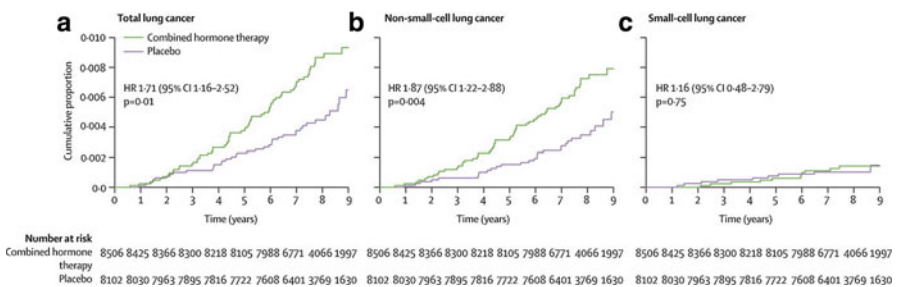 a Total lung cancer
b Non-small-cell lung cancer
c Small-cell lung cancer
Cumulative proportion
0·010
0·008
0·006
0·004
0·002
0·0
Combined hormone therapy
Placebo
HR 1·71 (95% CI 1·16–2·52)
p=0·01
0 1 2 3 4 5 6 7 8 9
Time (years)
HR 1·87 (95% CI 1·22–2·88)
p=0·004
0 1 2 3 4 5 6 7 8 9
Time (years)
HR 1·16 (95% CI 0·48–2·79)
p=0·75
0 1 2 3 4 5 6 7 8 9
Time (years)
Number at risk
Combined hormone therapy
8506 8425 8366 8300 8218 8105 7988 6771 4066 1997
8506 8425 8366 8300 8218 8105 7988 6771 4066 1997
8506 8425 8366 8300 8218 8105 7988 6771 4066 1997
Placebo
8102 8030 7963 7895 7816 7722 7608 6401 3769 1630
8102 8030 7963 7895 7816 7722 7608 6401 3769 1630
8102 8030 7963 7895 7816 7722 7608 6401 3769 1630